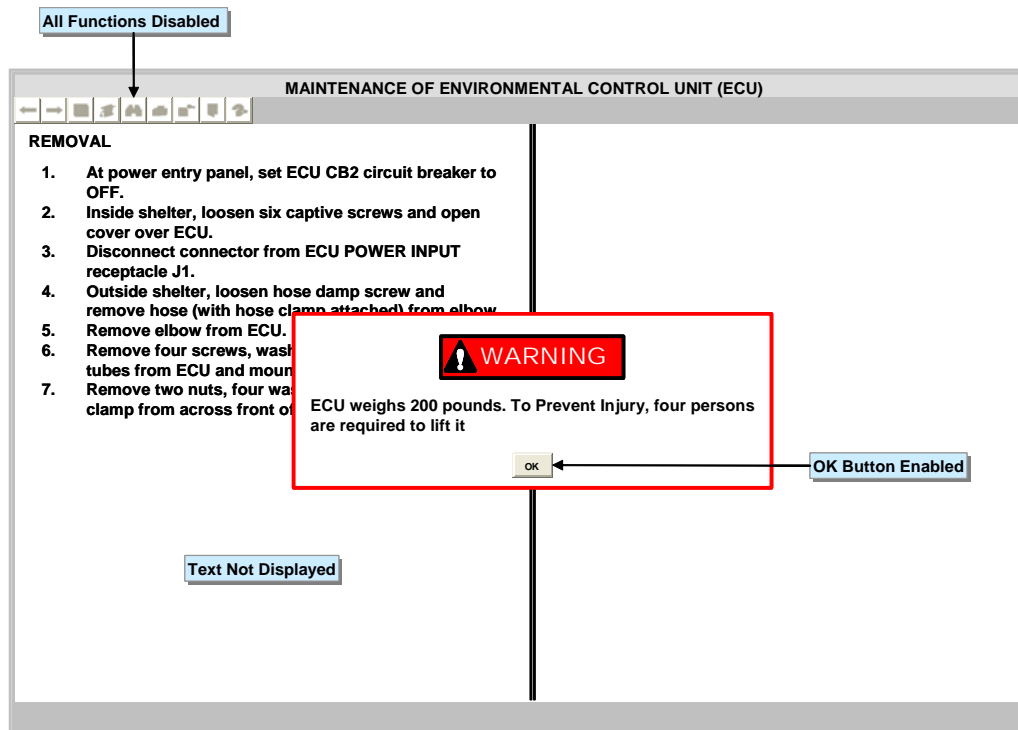 All Functions Disabled
MAINTENANCE OF ENVIRONMENTAL CONTROL UNIT (ECU)
REMOVAL
1. At power entry panel, set ECU CB2 circuit breaker to
OFF.
2. Inside shelter, loosen six captive screws and open
cover over ECU.
3. Disconnect connector from ECU POWER INPUT
receptacle J1.
4. Outside shelter, loosen hose damp screw and
remove hose (with hose clamp attached) from elbow
5. Remove elbow from ECU.
6. Remove four screws, wash
tubes from ECU and moun
7. Remove two nuts, four was
clamp from across front of
WARNING
ECU weighs 200 pounds. To Prevent Injury, four persons
are required to lift it
OK
OK Button Enabled
Text Not Displayed